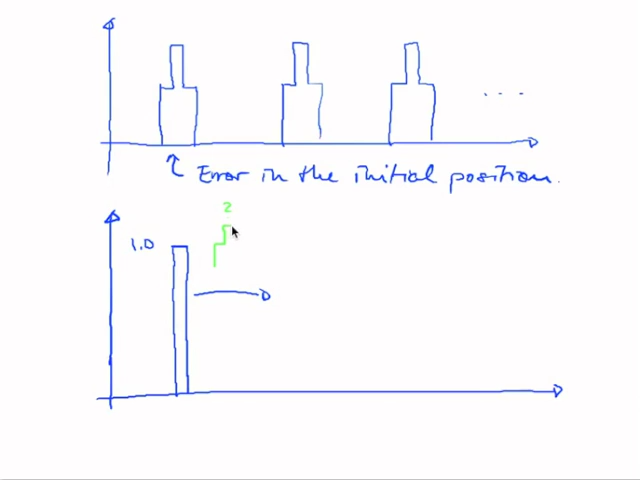 ....
Error in the initial position.
2
1.0